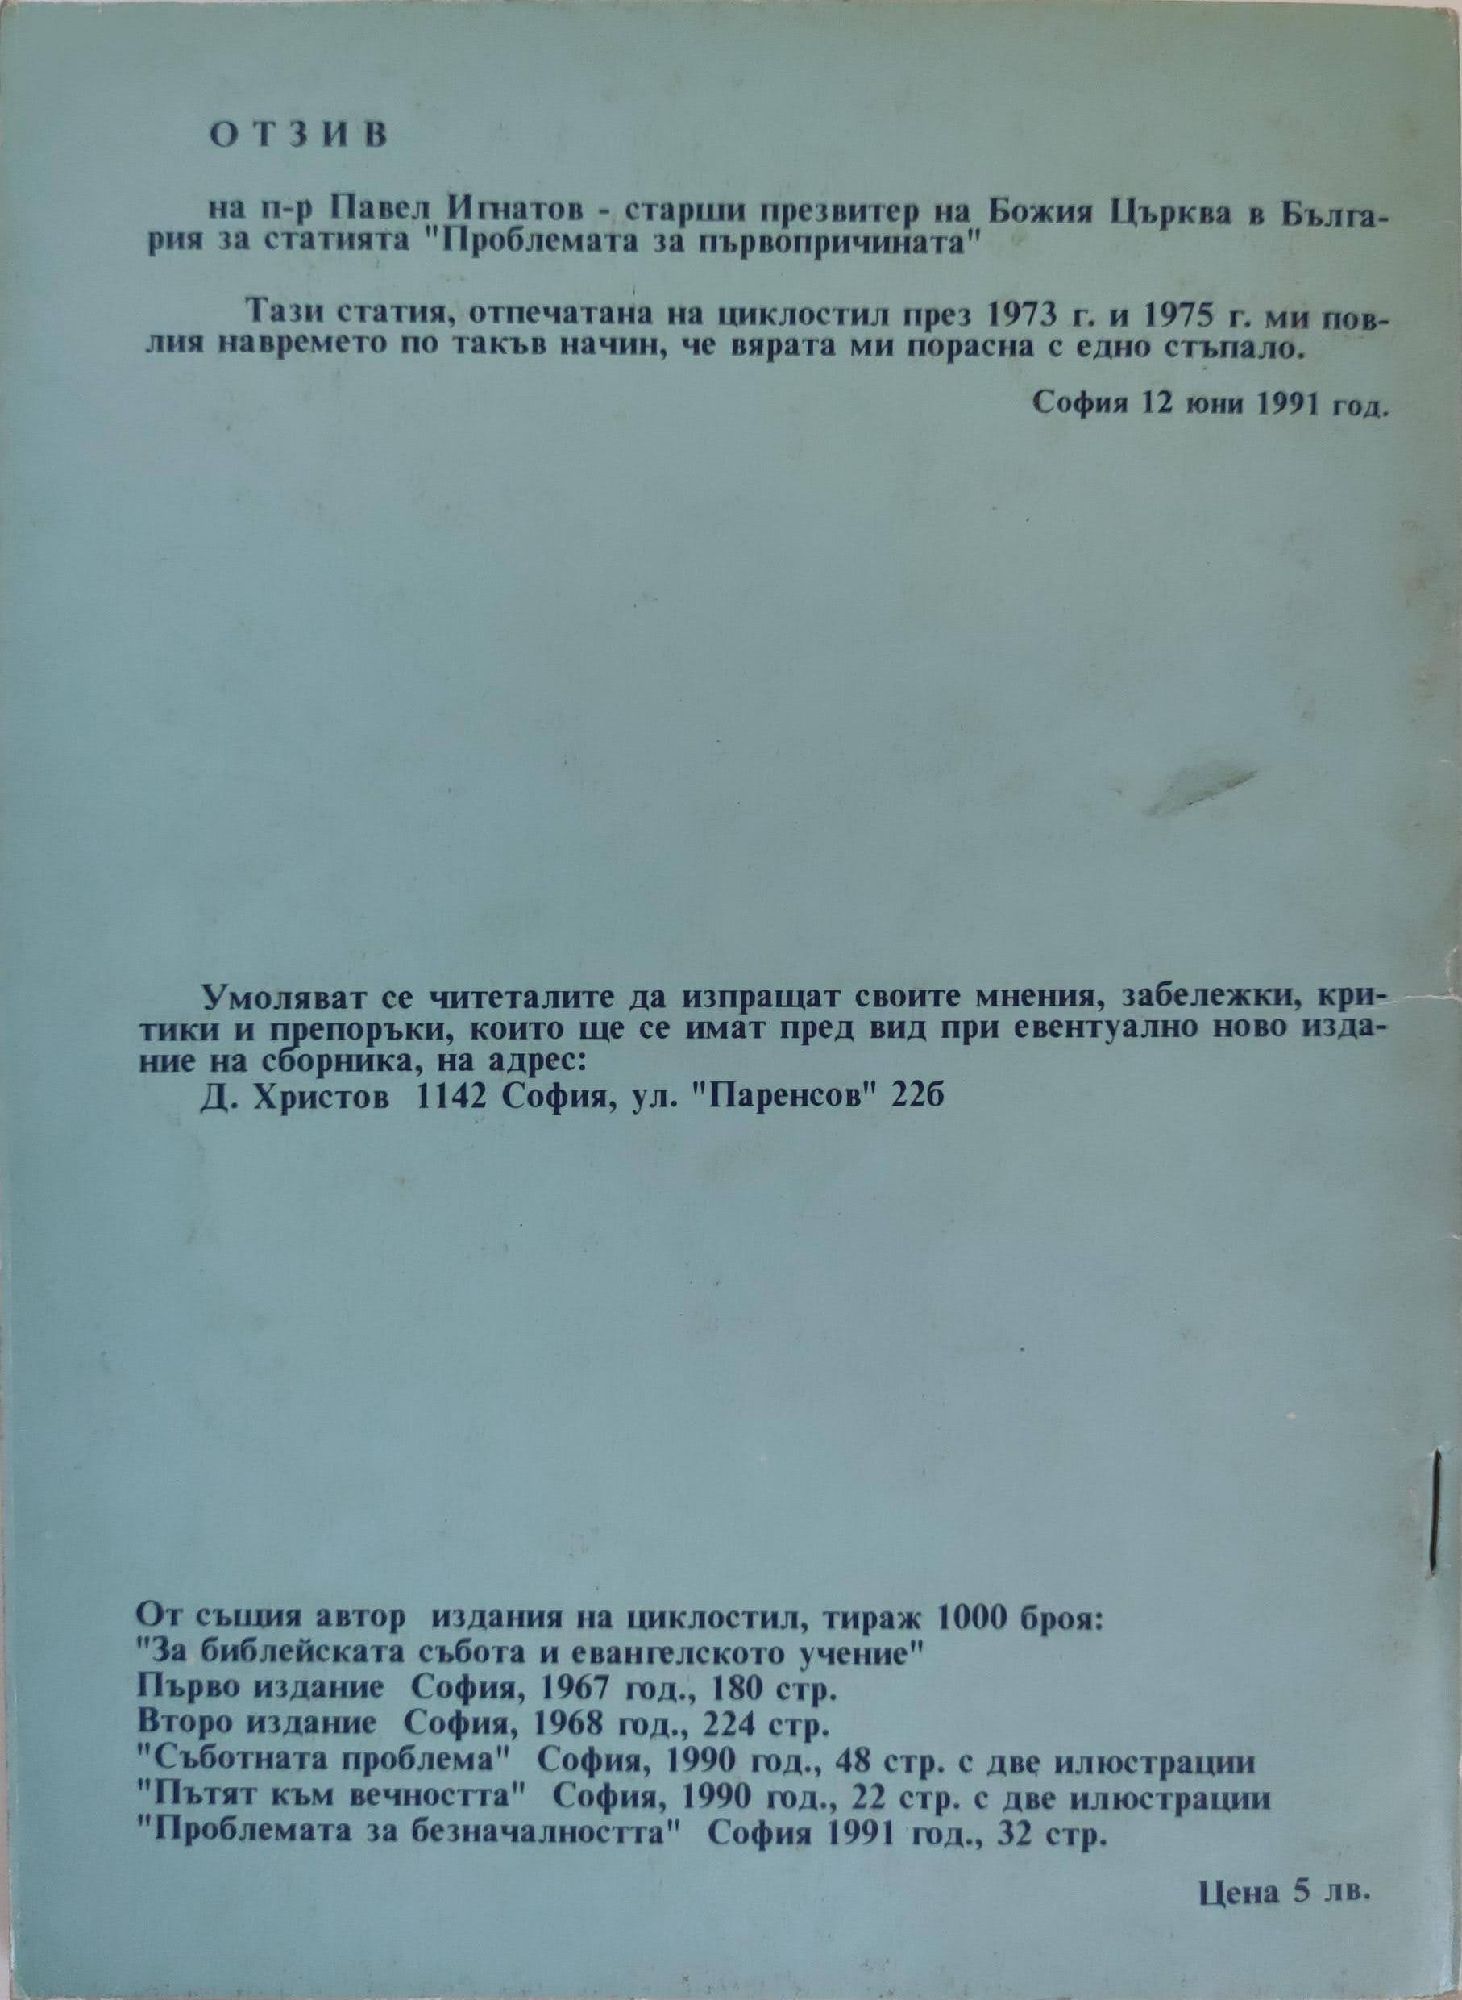 ОТЗИВ
на п-р Павел Игнатов - старши презвитер на Божия Църква в Бълга-
рия за статията "Проблемата за първопричината"
Тази статия, отпечатана на циклостил през 1973 г. и 1975 г. ми пов-
лия навремето по такъв начин, че вярата ми порасна с едно стъпало.
София 12 юни 1991 год.
Умоляват се читеталите да изпращат своите мнения, забележки, кри-
тики и препоръки, които ще се имат пред вид при евентуално ново изда-
ние на сборника, на адрес:
Д. Христов 1142 София, ул. "Паренсов" 22б
От същия автор издания на циклостил, тираж 1000 броя:
"За библейската събота и евангелското учение"
Първо издание София, 1967 год., 180 стр.
Второ издание София, 1968 год., 224 стр.
"Съботната проблема" София, 1990 год., 48 стр. с две илюстрации
"Пътят към вечността" София, 1990 год., 22 стр. с две илюстрации
"Проблемата за безначалността" София 1991 год., 32 стр.
Цена 5 лв.